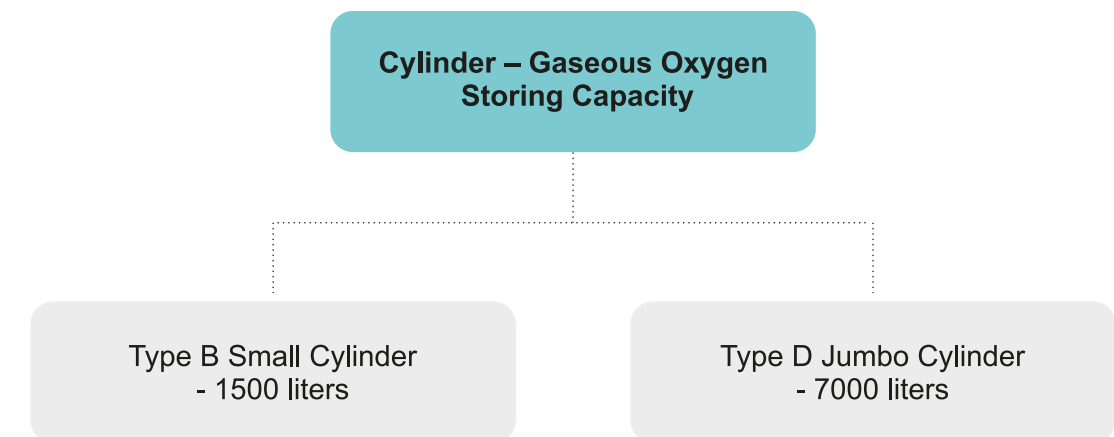 Cylinder – Gaseous Oxygen
Storing Capacity
Type B Small Cylinder
- 1500 liters
Type D Jumbo Cylinder
- 7000 liters